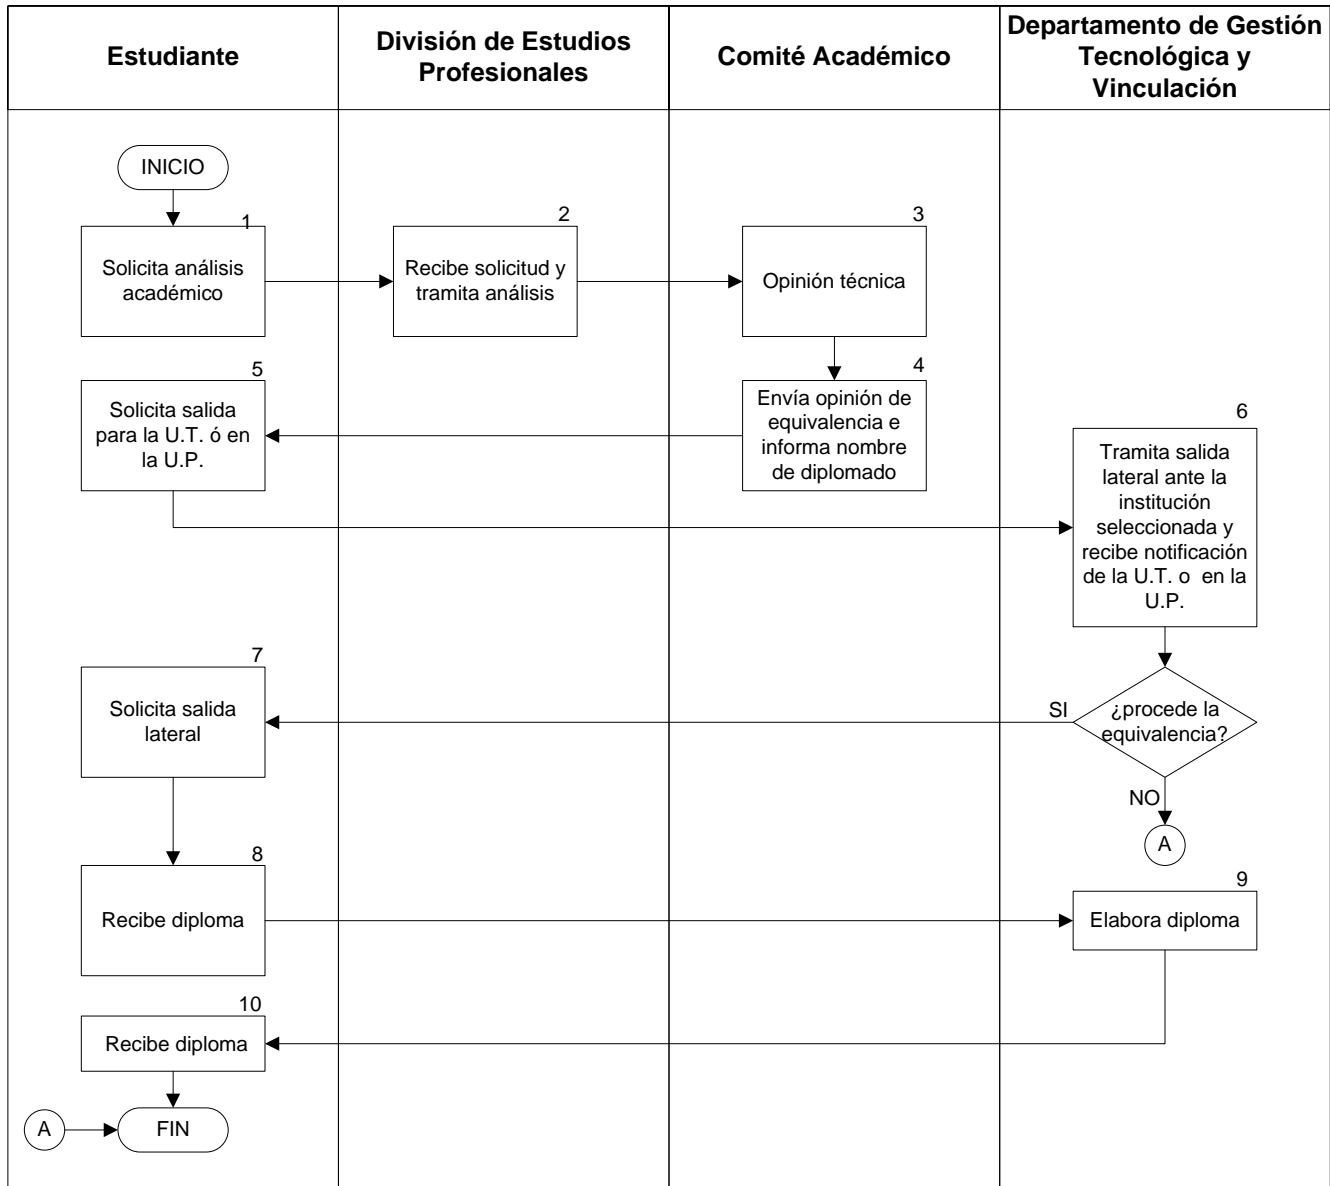 Estudiante
División de Estudios
Profesionales
Comité Académico
Departamento de Gestión
Tecnológica y
Vinculación
INICIO
1
Solicita análisis
académico
2
Recibe solicitud y
tramita análisis
3
Opinión técnica
4
Envía opinión de
equivalencia e
informa nombre
de diplomado
5
Solicita salida
para la U.T. ó en
la U.P.
6
Tramita salida
lateral ante la
institución
seleccionada y
recibe notificación
de la U.T. o en la
U.P.
¿procede la
equivalencia?
SI
NO
A
7
Solicita salida
lateral
8
Recibe diploma
9
Elabora diploma
10
Recibe diploma
A
FIN